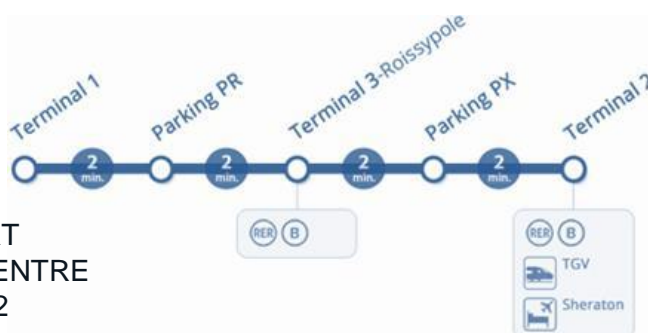 Terminal 1
Parking PR
Terminal 3-Roissypole
Parking PX
Terminal 2
2
min.
2
min.
2
min.
2
min.
RER B
RER B
TGV
Sheraton
ENTRE
2